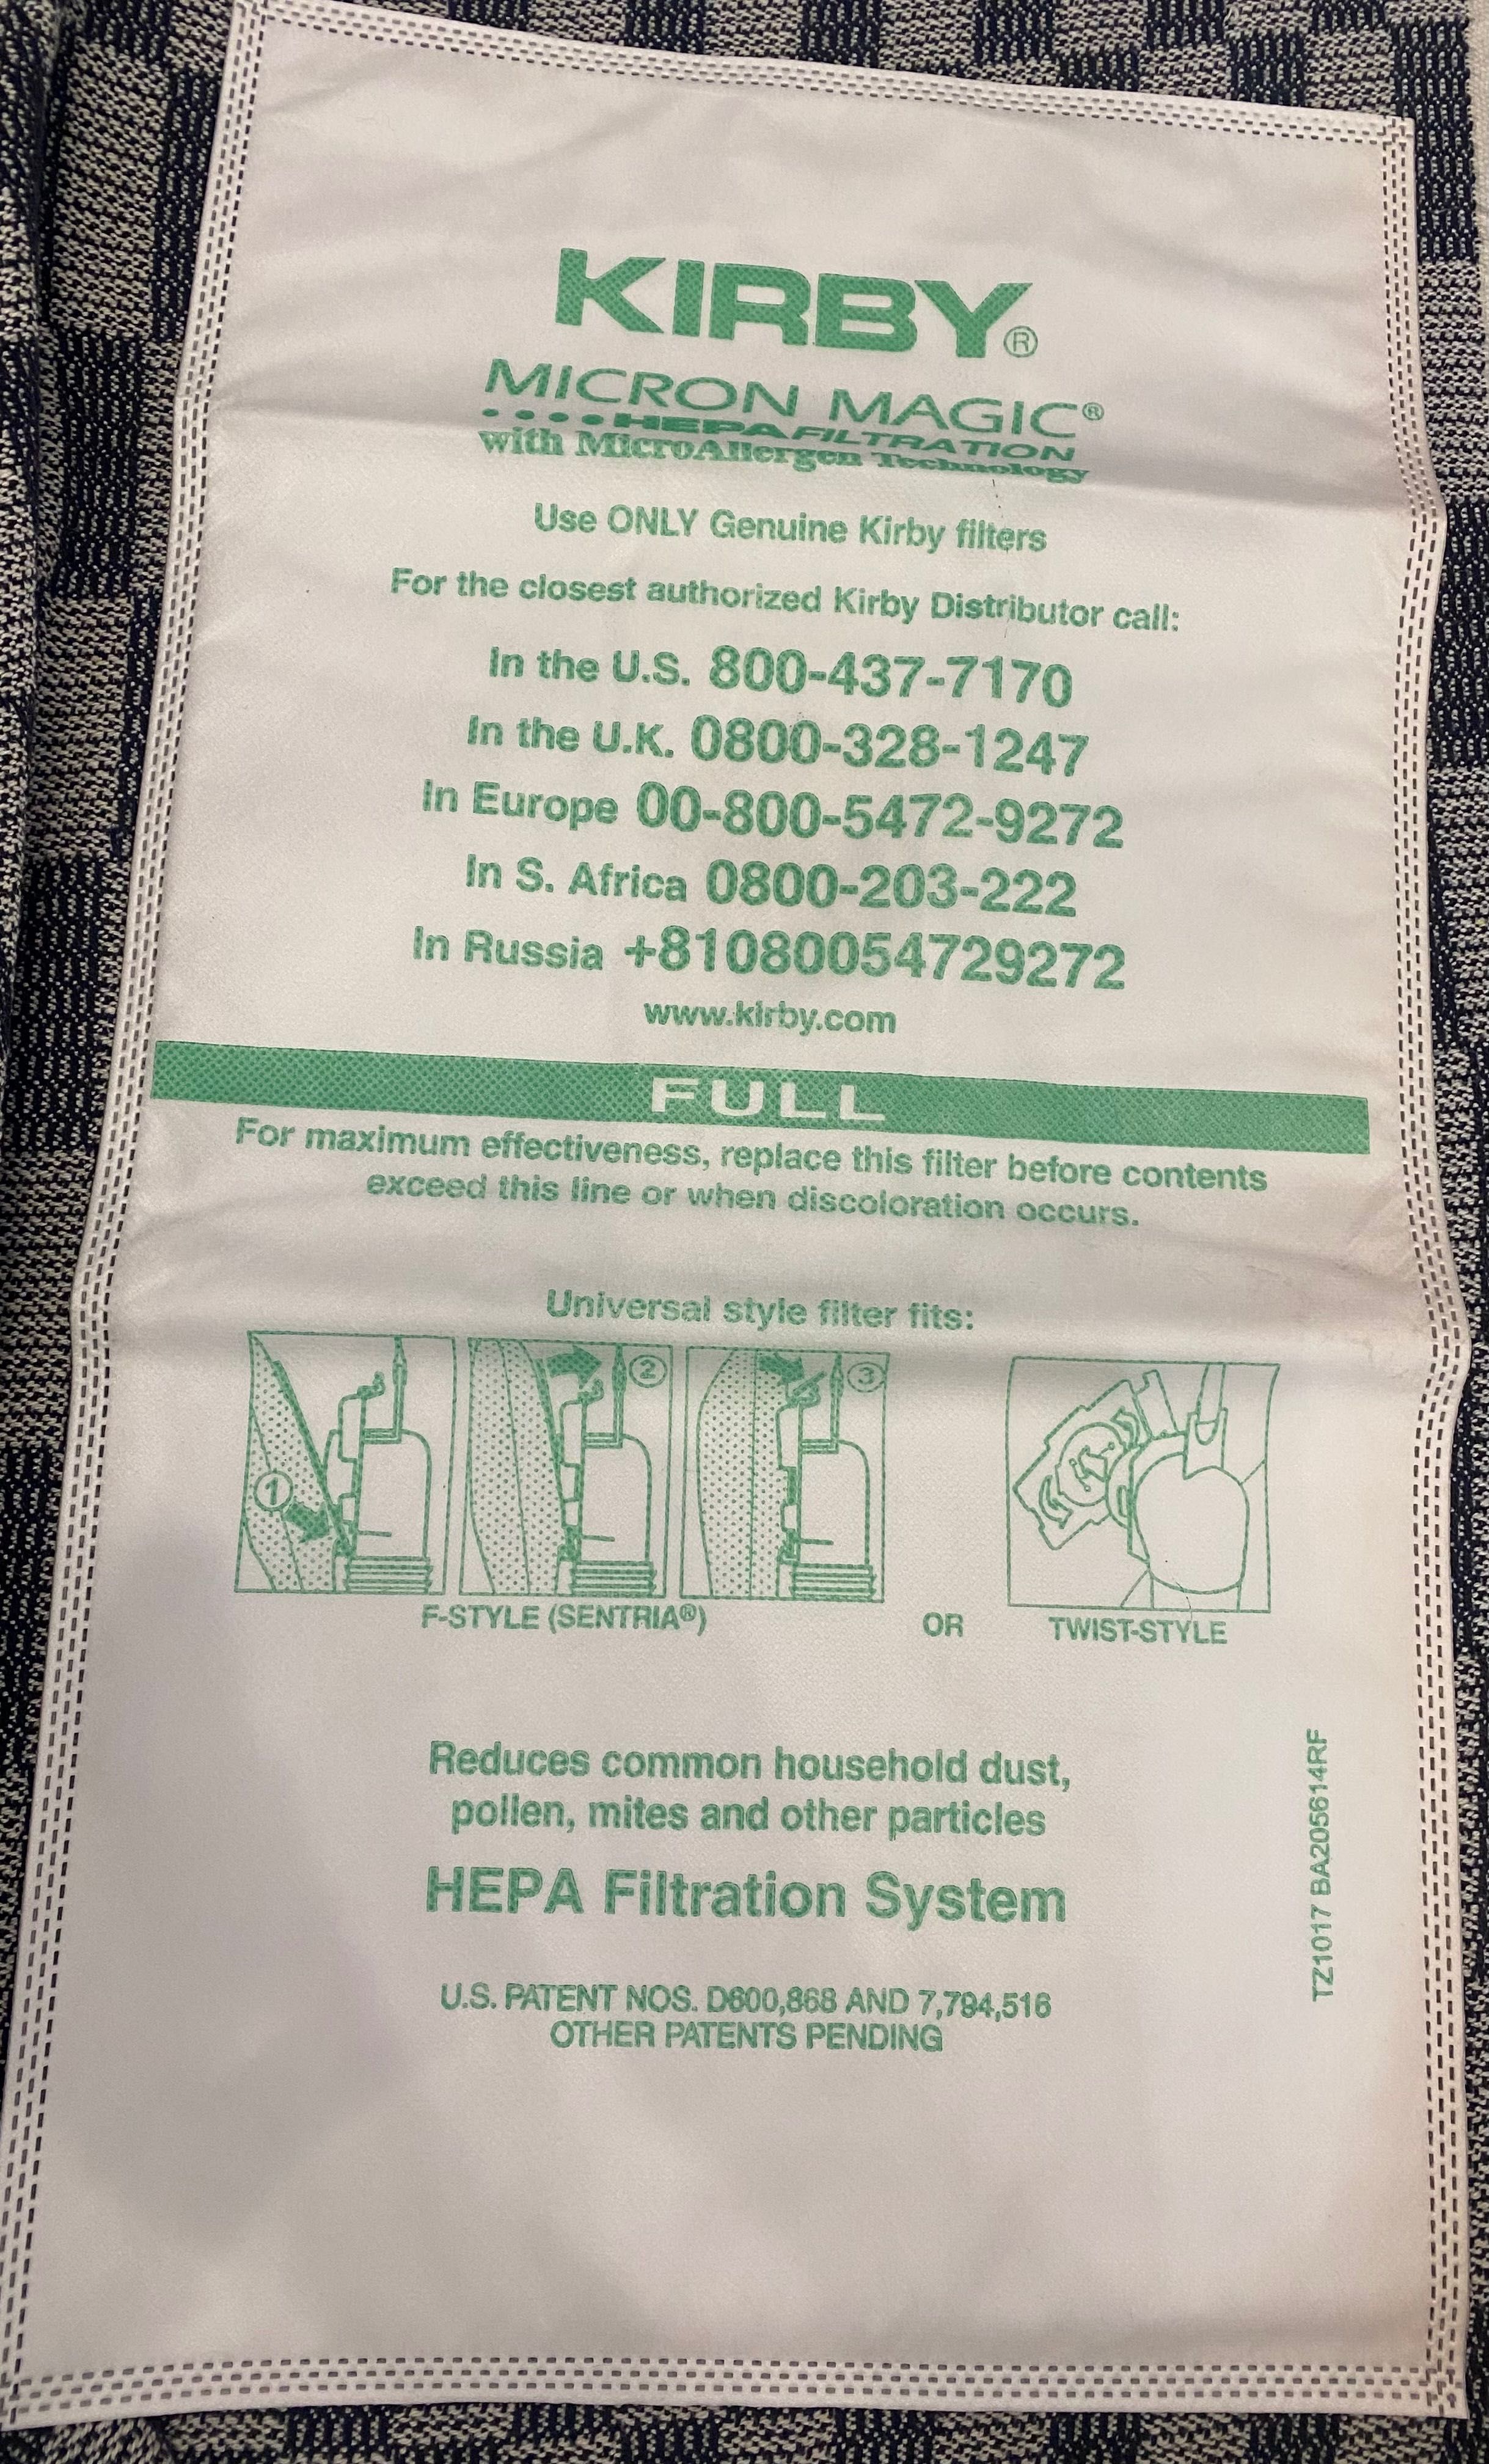 KIRBY®
MICRON MAGIC®
HEPA FILTRATION
with MicroAllergen Technology
Use ONLY Genuine Kirby filters
For the closest authorized Kirby Distributor call:
In the U.S. 800-437-7170
In the U.K. 0800-328-1247
In Europe 00-800-5472-9272
In S. Africa 0800-203-222
In Russia +81080054729272
www.kirby.com
FULL
For maximum effectiveness, replace this filter before contents
exceed this line or when discoloration occurs.
Universal style filter fits:
1 2 3
F-STYLE (SENTRIA®) OR TWIST-STYLE
Reduces common household dust,
pollen, mites and other particles
HEPA Filtration System
U.S. PATENT NOS. D600,868 AND 7,794,516
OTHER PATENTS PENDING
TZ1017 BA205614RF